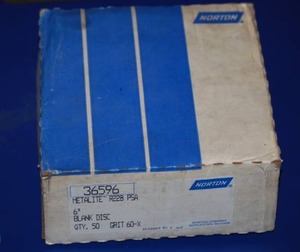 NORTON
36596
METALITE R228 PSA
6"
BLANK DISC
QTY. 50 GRIT 60-X
NORTON